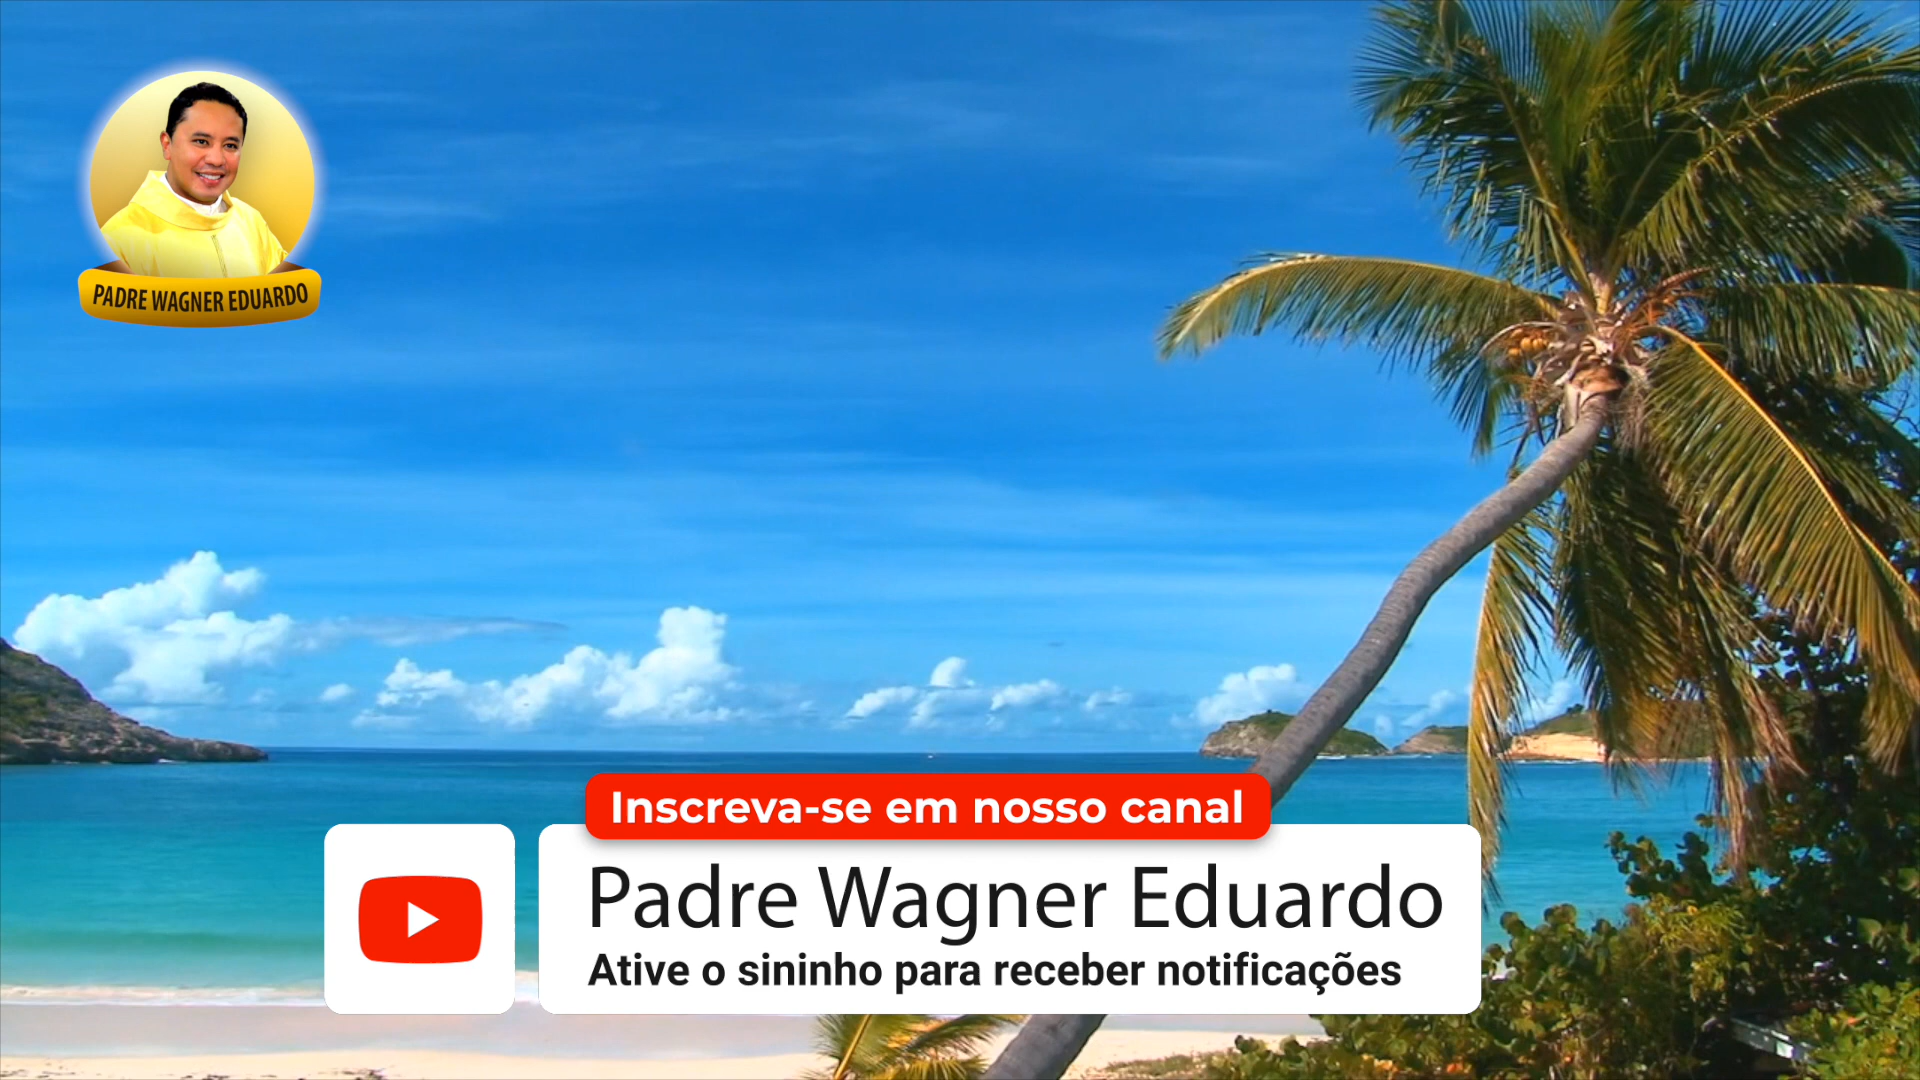 PADRE WAGNER EDUARDO
Inscreva-se em nosso canal
Padre Wagner Eduardo
Ative o sininho para receber notificações